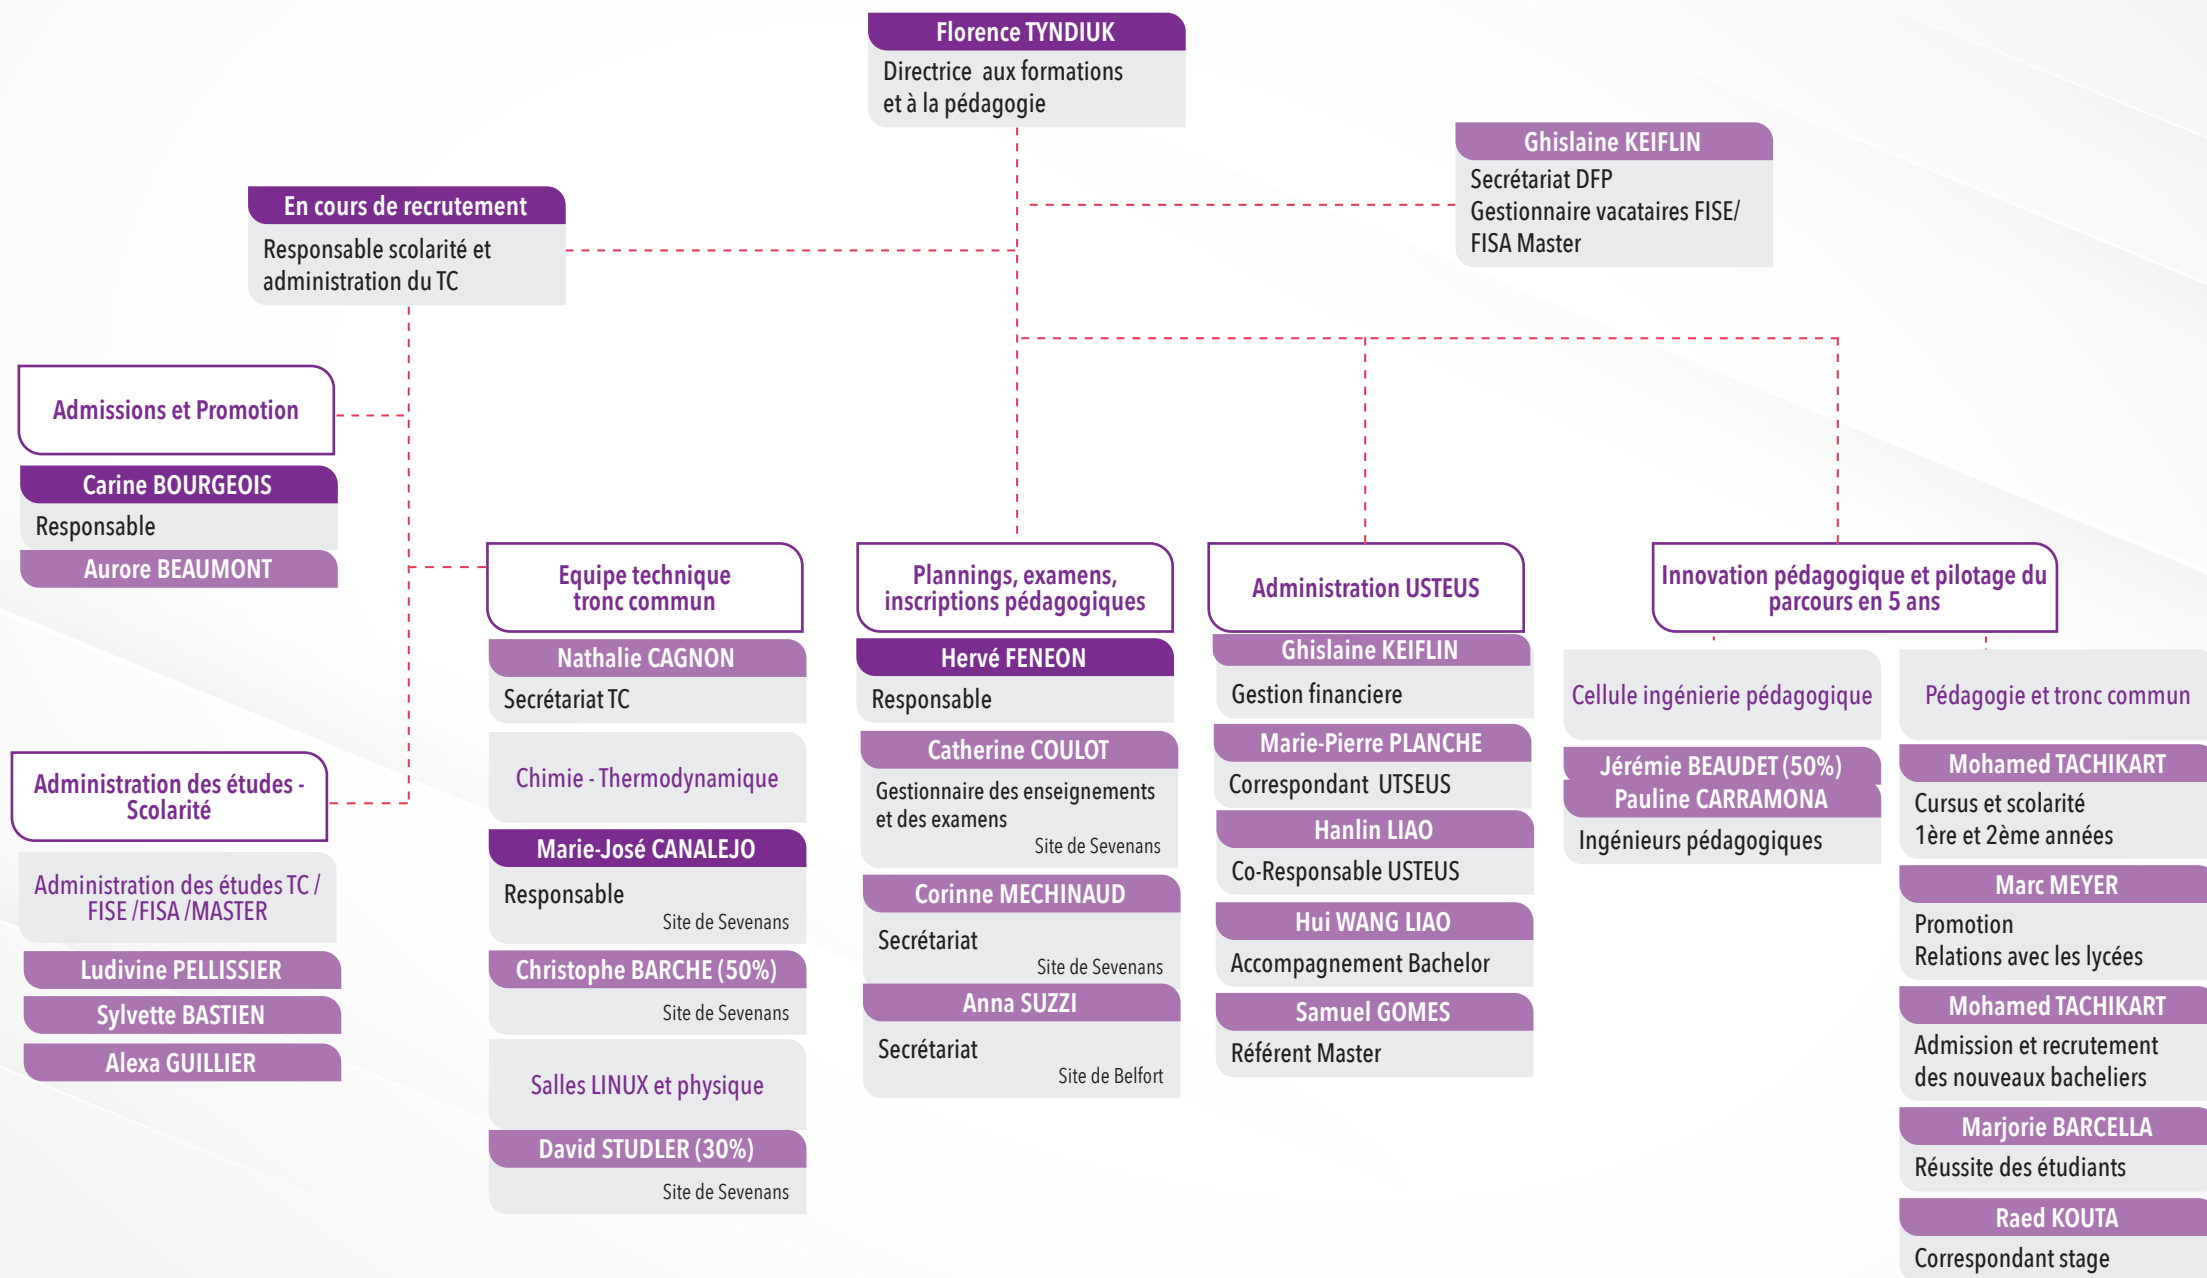 Florence TYNDIUK
Directrice aux formations
et à la pédagogie
Ghislaine KEIFLIN
Secrétariat DFP
Gestionnaire vacataires FISE/
FISA Master
En cours de recrutement
Responsable scolarité et
administration du TC
Admissions et Promotion
Carine BOURGEOIS
Responsable
Aurore BEAUMONT
Administration des études -
Scolarité
Administration des études TC /
FISE /FISA /MASTER
Ludivine PELLISSIER
Sylvette BASTIEN
Alexa GUILLIER
Equipe technique
tronc commun
Nathalie CAGNON
Secrétariat TC
Chimie - Thermodynamique
Marie-José CANALEJO
Responsable
Site de Sevenans
Christophe BARCHE (50%)
Site de Sevenans
Salles LINUX et physique
David STUDLER (30%)
Site de Sevenans
Plannings, examens,
inscriptions pédagogiques
Hervé FENEON
Responsable
Catherine COULOT
Gestionnaire des enseignements
et des examens
Site de Sevenans
Corinne MECHINAUD
Secrétariat
Site de Sevenans
Anna SUZZI
Secrétariat
Site de Belfort
Administration USTEUS
Ghislaine KEIFLIN
Gestion financiere
Marie-Pierre PLANCHE
Correspondant UTSEUS
Hanlin LIAO
Co-Responsable USTEUS
Hui WANG LIAO
Accompagnement Bachelor
Samuel GOMES
Référent Master
Innovation pédagogique et pilotage du
parcours en 5 ans
Cellule ingénierie pédagogique
Jérémie BEAUDET (50%)
Pauline CARRAMONA
Ingénieurs pédagogiques
Pédagogie et tronc commun
Mohamed TACHIKART
Cursus et scolarité
1ère et 2ème années
Marc MEYER
Promotion
Relations avec les lycées
Mohamed TACHIKART
Admission et recrutement
des nouveaux bacheliers
Marjorie BARCELLA
Réussite des étudiants
Raed KOUTA
Correspondant stage